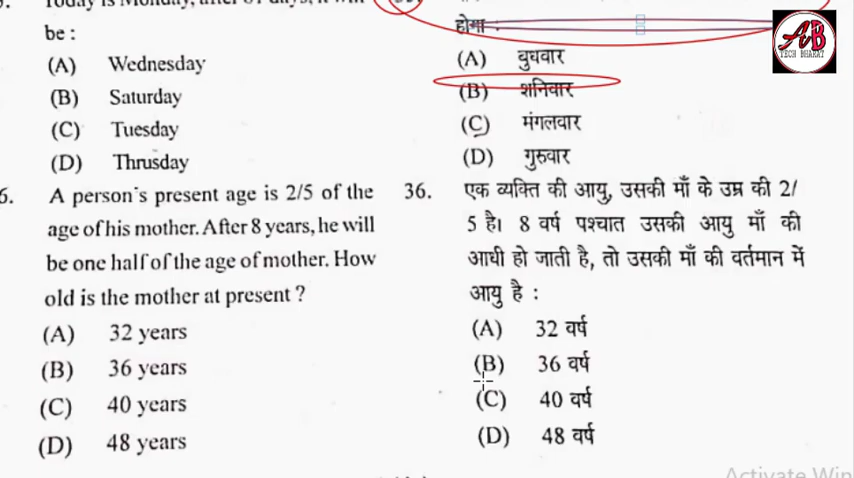 be :
(A) Wednesday
(B) Saturday
(C) Tuesday
(D) Thrusday
6. A person's present age is 2/5 of the
age of his mother. After 8 years, he will
be one half of the age of mother. How
old is the mother at present ?
(A) 32 years
(B) 36 years
(C) 40 years
(D) 48 years
होगा :
(A) बुधवार
(B) शनिवार
(C) मंगलवार
(D) गुरुवार
36. एक व्यक्ति की आयु, उसकी माँ के उम्र की 2/
5 है। 8 वर्ष पश्चात उसकी आयु माँ की
आधी हो जाती है, तो उसकी माँ की वर्तमान में
आयु है :
(A) 32 वर्ष
(B) 36 वर्ष
(C) 40 वर्ष
(D) 48 वर्ष
AB
TECH BHARAT